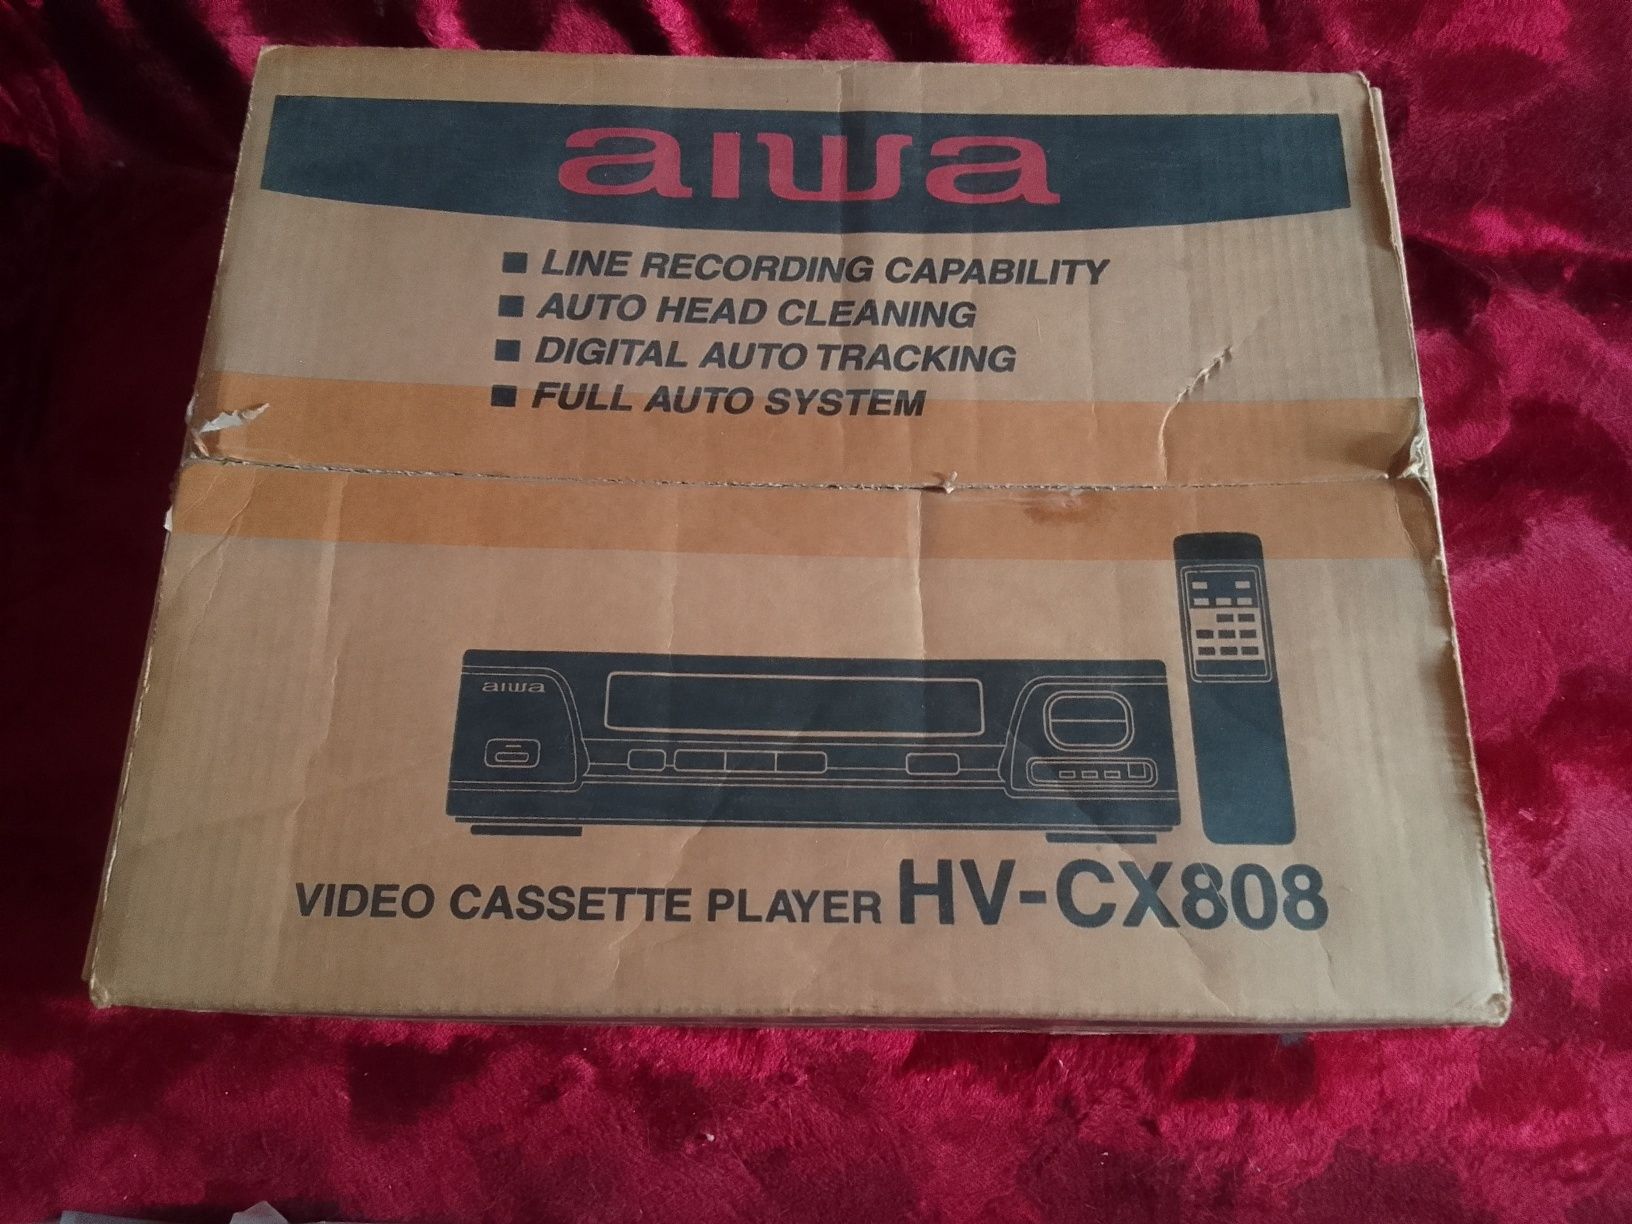 aiwa
LINE RECORDING CAPABILITY
AUTO HEAD CLEANING
DIGITAL AUTO TRACKING
FULL AUTO SYSTEM
aiwa
VIDEO CASSETTE PLAYER HV-CX808